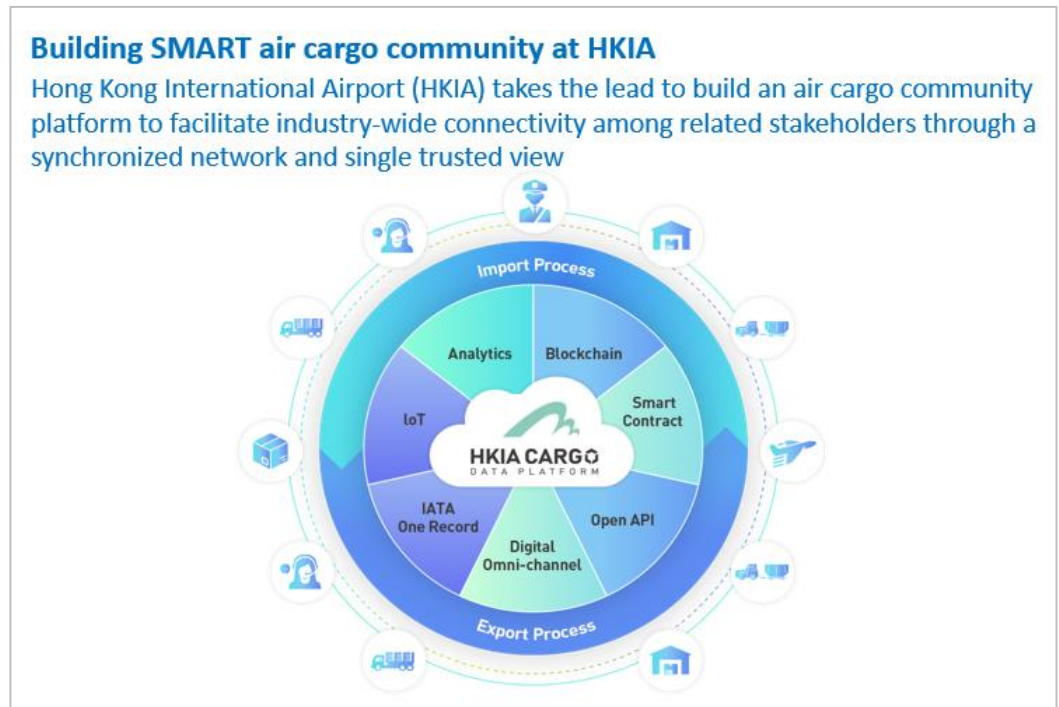 Building SMART air cargo community at HKIA
Hong Kong International Airport (HKIA) takes the lead to build an air cargo community
platform to facilitate industry-wide connectivity among related stakeholders through a
synchronized network and single trusted view
Import Process
Analytics
Blockchain
IoT
Smart
Contract
HKIA CARGO
DATA PLATFORM
IATA
One Record
Open API
Digital
Omni-channel
Export Process